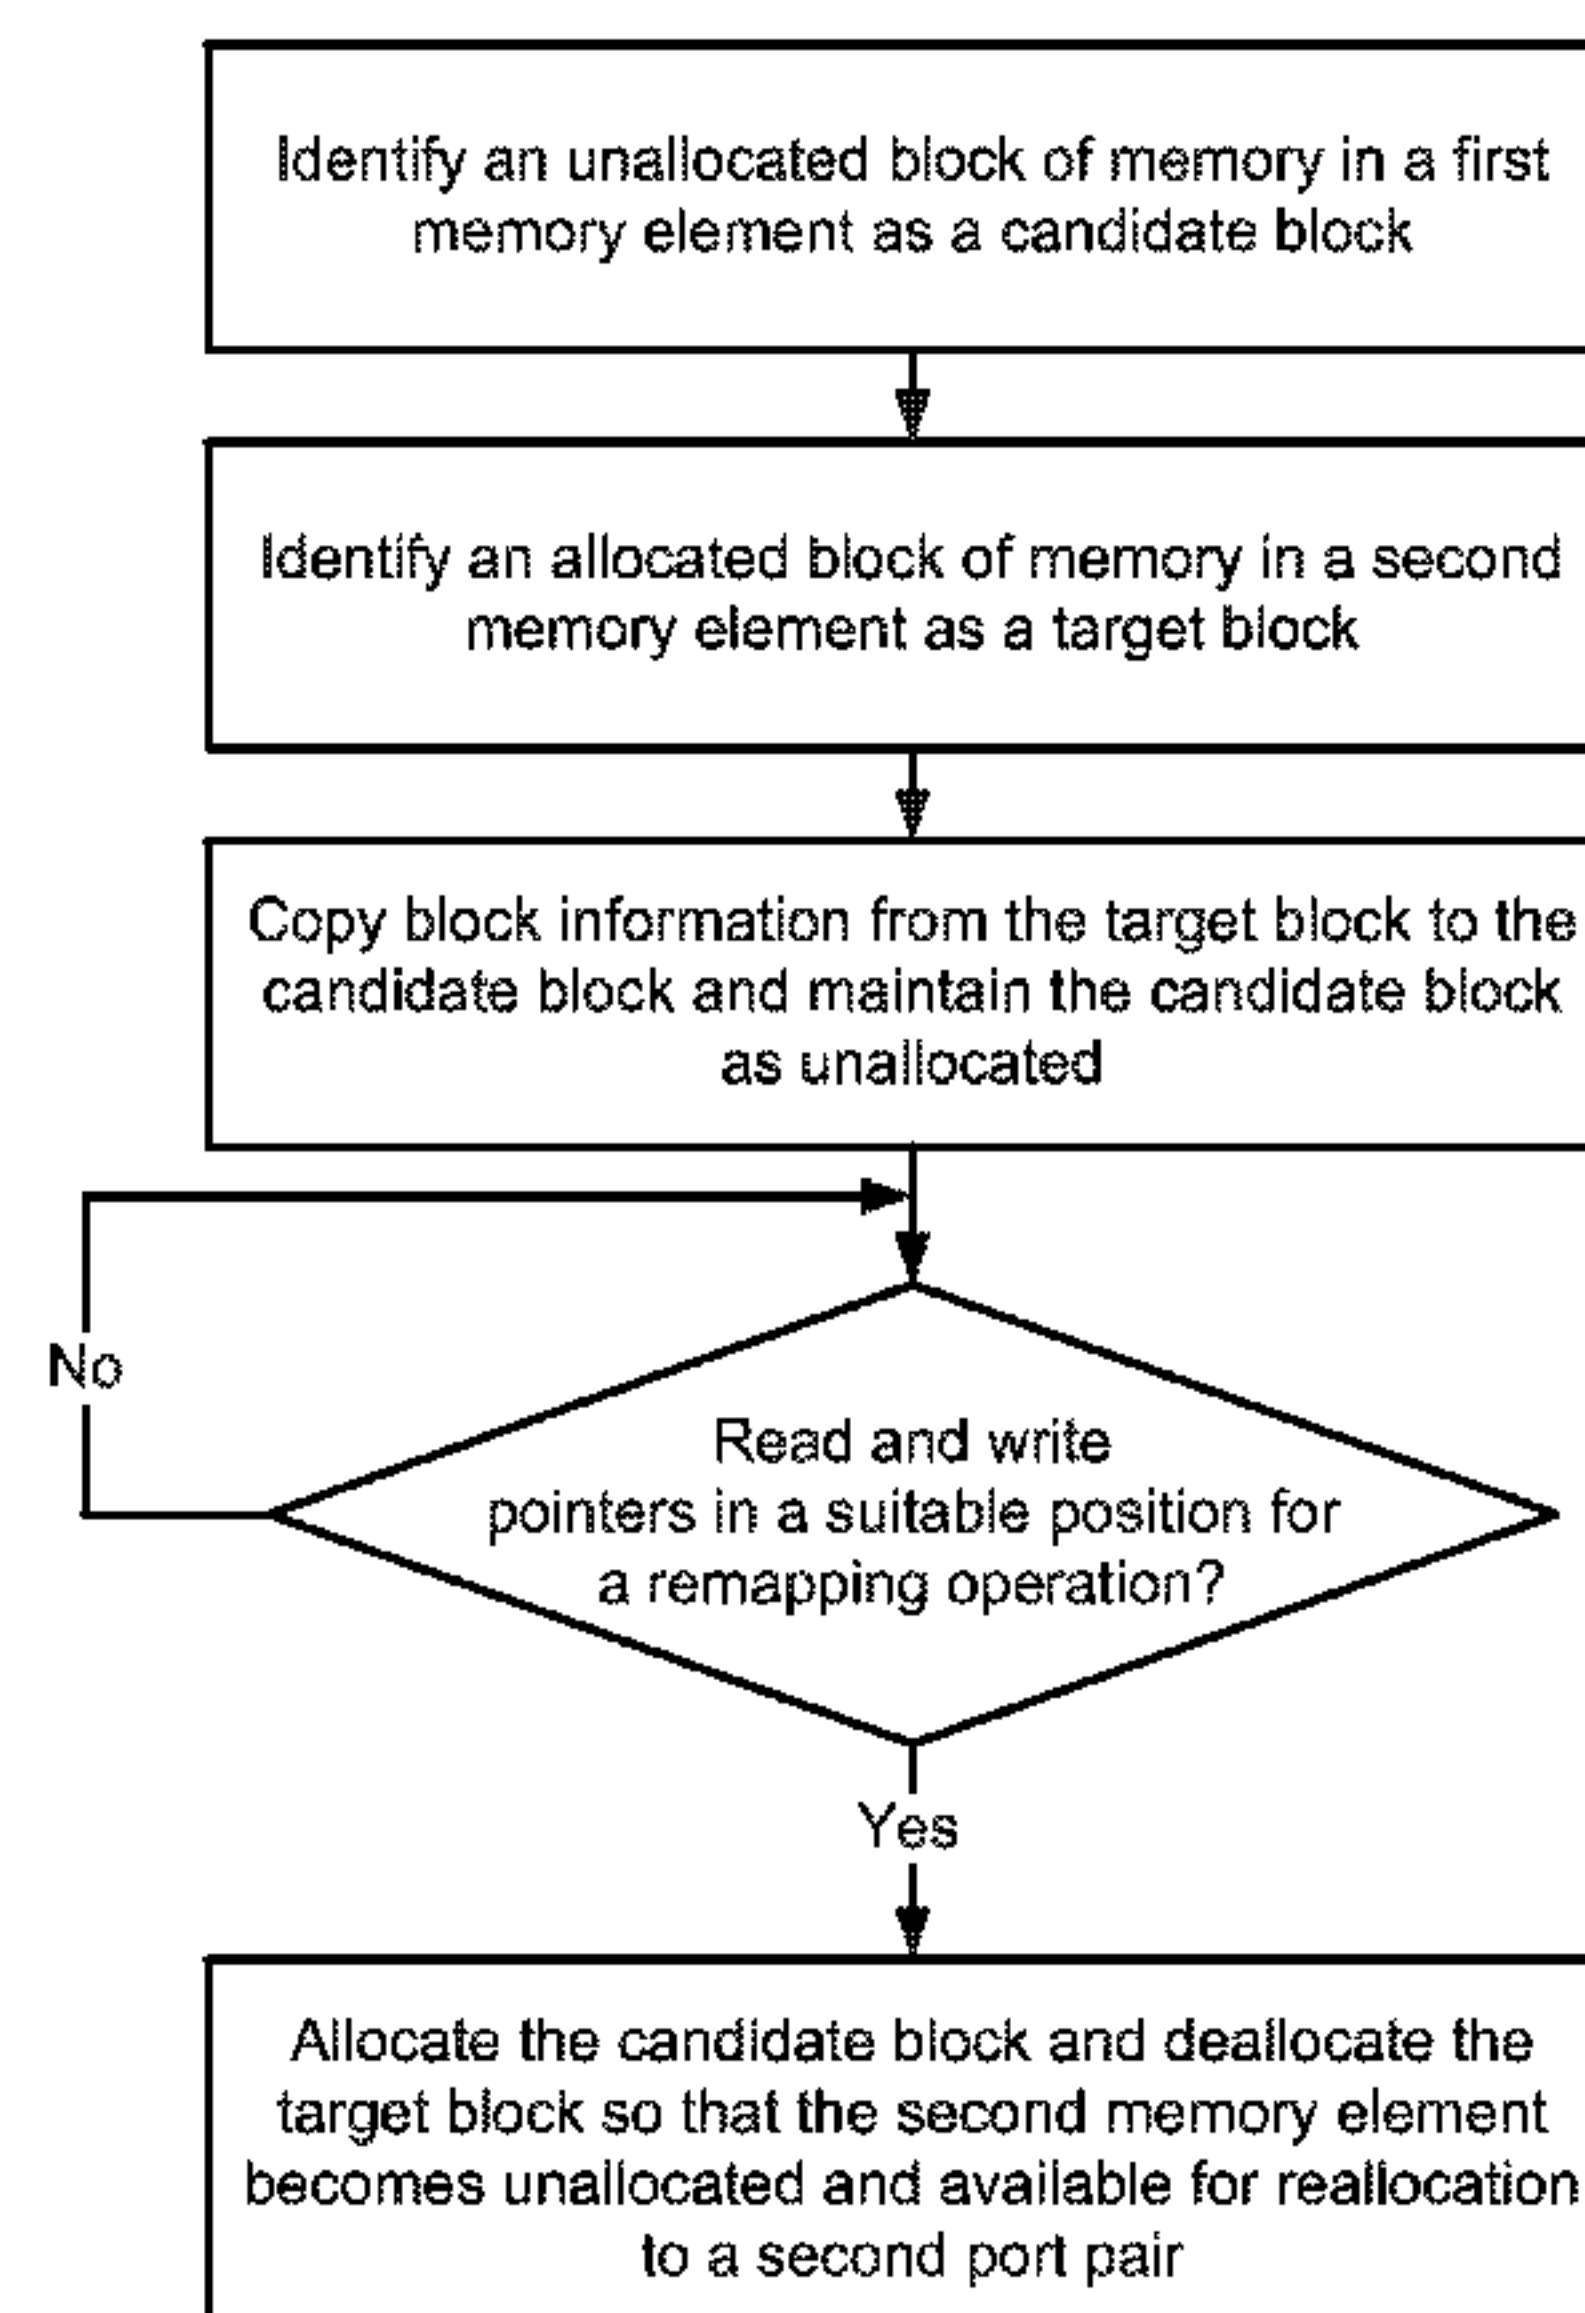 Identify an unallocated block of memory in a first
memory element as a candidate block
Identify an allocated block of memory in a second
memory element as a target block
Copy block information from the target block to the
candidate block and maintain the candidate block
as unallocated
No
Read and write
pointers in a suitable position for
a remapping operation?
Yes
Allocate the candidate block and deallocate the
target block so that the second memory element
becomes unallocated and available for reallocation
to a second port pair